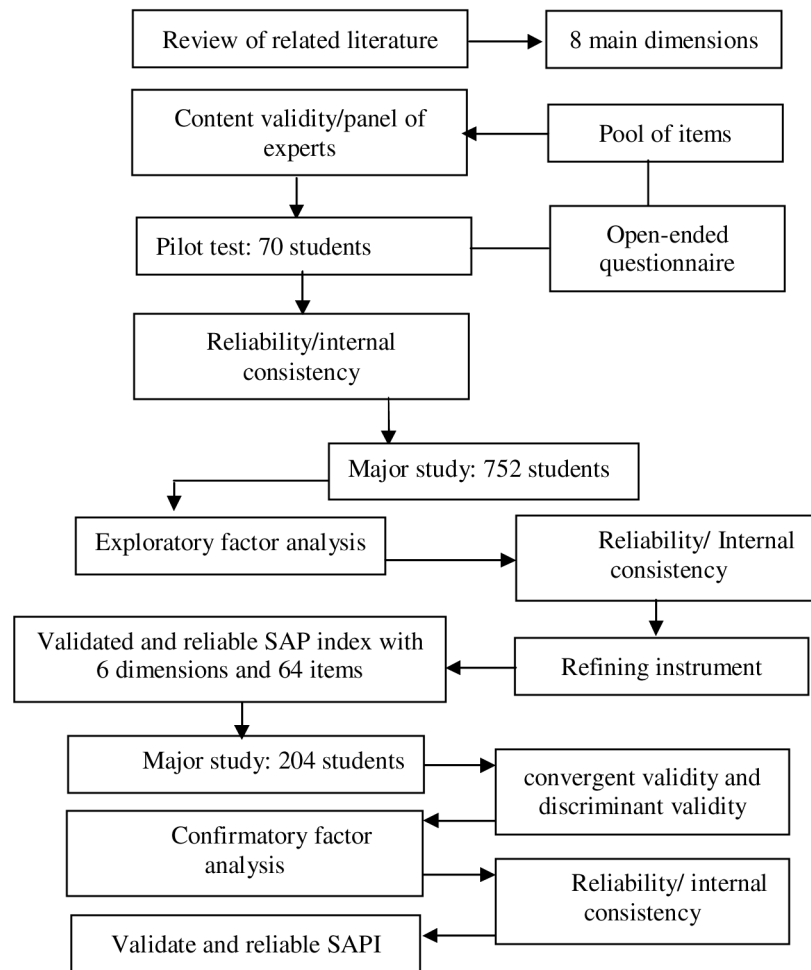 Review of related literature
8 main dimensions
Content validity/panel of
experts
Pool of items
Pilot test: 70 students
Open-ended
questionnaire
Reliability/internal
consistency
Major study: 752 students
Exploratory factor analysis
Reliability/ Internal
consistency
Validated and reliable SAP index with
6 dimensions and 64 items
Refining instrument
Major study: 204 students
convergent validity and
discriminant validity
Confirmatory factor
analysis
Reliability/ internal
consistency
Validate and reliable SAPI